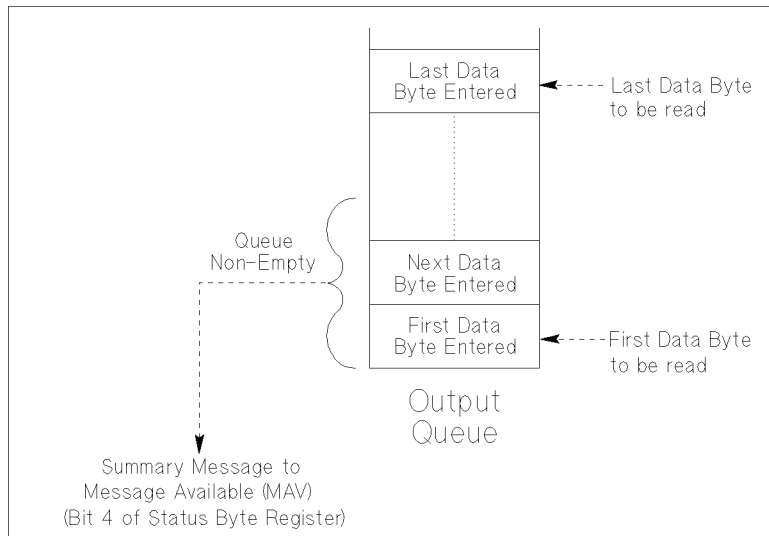 Last Data
Byte Entered
Last Data Byte
to be read
Queue
Non-Empty
Next Data
Byte Entered
First Data
Byte Entered
First Data Byte
to be read
Output
Queue
Summary Message to
Message Available (MAV)
(Bit 4 of Status Byte Register)